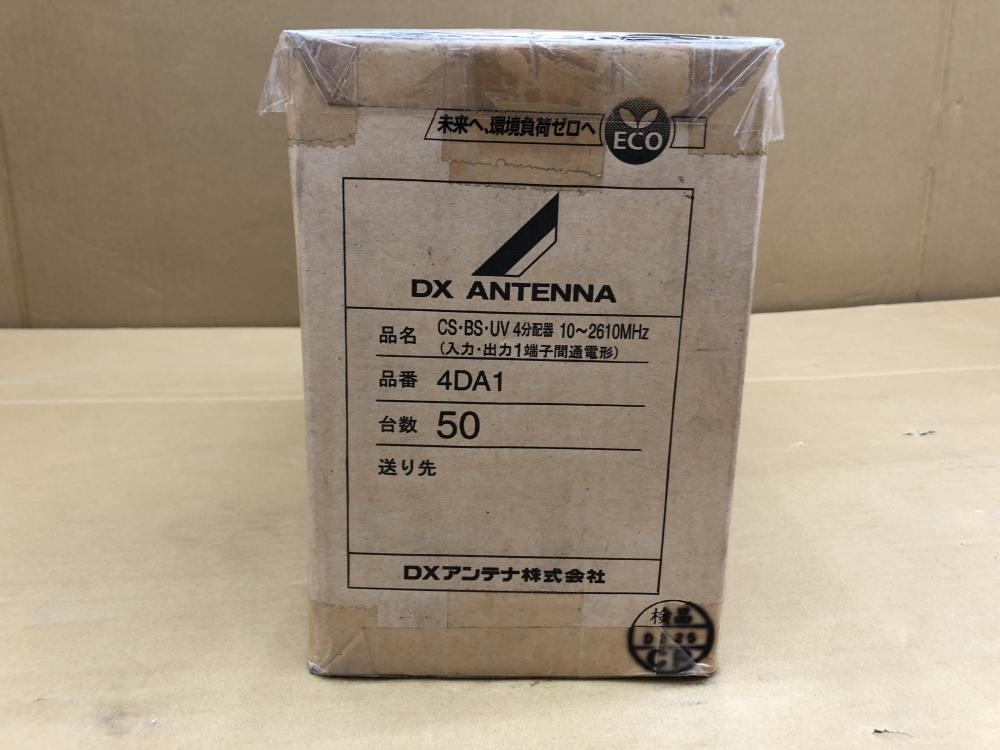 未来へ、環境負荷ゼロへ
ECO
DX ANTENNA
品名 CS・BS・UV 4分配器 10〜2610MHz
(入力・出力1端子間通電形)
品番 4DA1
台数 50
送り先
DXアンテナ株式会社
検品